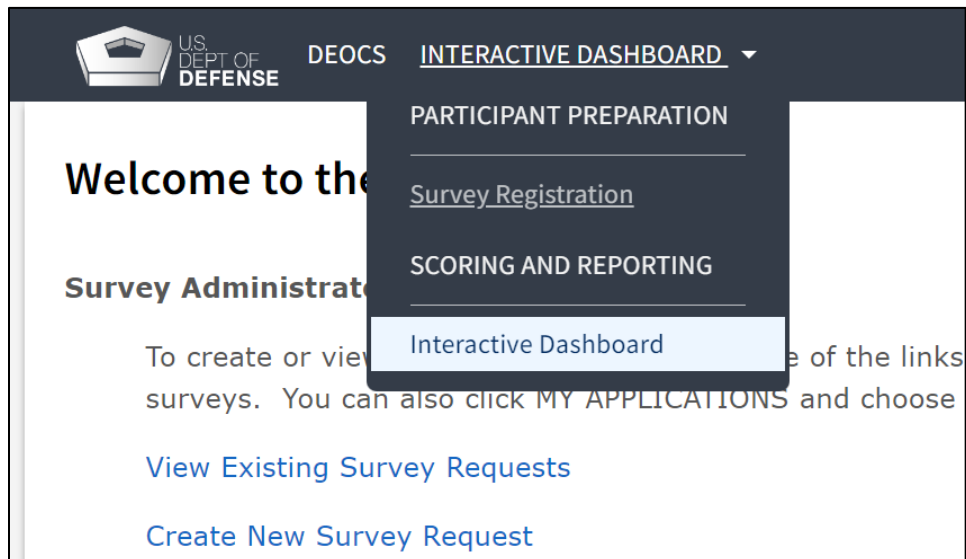 U.S.
DEPT OF
DEFENSE
DEOCS INTERACTIVE DASHBOARD
PARTICIPANT PREPARATION
Survey Registration
SCORING AND REPORTING
Interactive Dashboard
Welcome to the
Survey Administrat
To create or vie e of the links
surveys. You can also click MY APPLICATIONS and choose
View Existing Survey Requests
Create New Survey Request